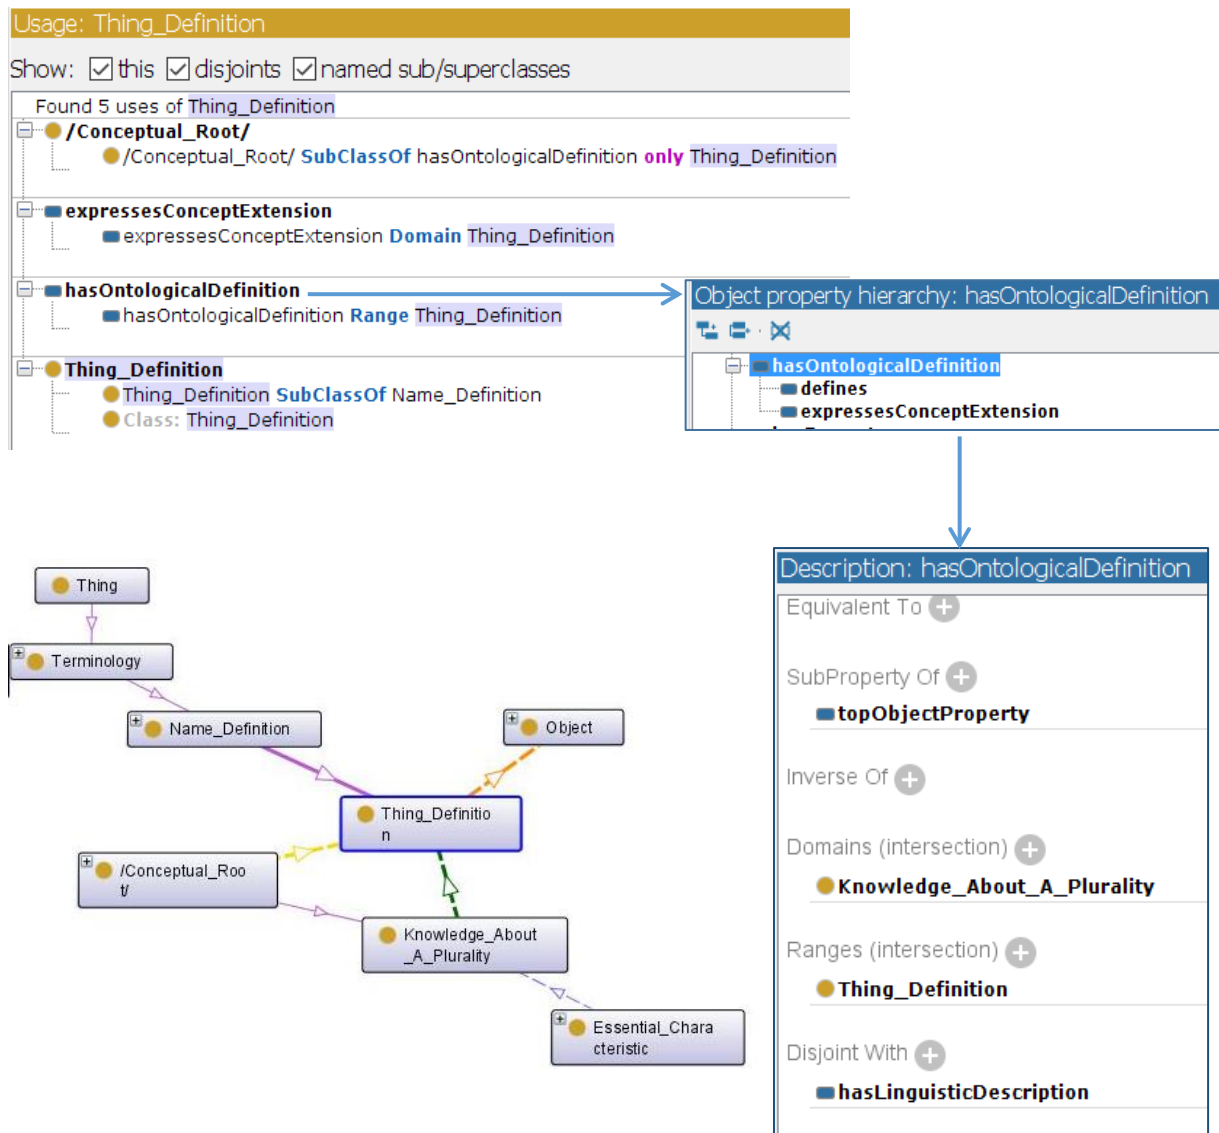 Usage: Thing_Definition
Show: this disjoints named sub/superclasses
Found 5 uses of Thing_Definition
/Conceptual_Root/
/Conceptual_Root/ SubClassOf hasOntologicalDefinition only Thing_Definition
expressesConceptExtension
expressesConceptExtension Domain Thing_Definition
hasOntologicalDefinition
hasOntologicalDefinition Range Thing_Definition
Thing_Definition
Thing_Definition SubClassOf Name_Definition
Class: Thing_Definition
Object property hierarchy: hasOntologicalDefinition
hasOntologicalDefinition
defines
expressesConceptExtension
Thing
Terminology
Name_Definition
Object
Thing_Definitio
n
/Conceptual_Roo
t/
Knowledge_About
_A_Plurality
Essential_Chara
cteristic
Description: hasOntologicalDefinition
Equivalent To
SubProperty Of
topObjectProperty
Inverse Of
Domains (intersection)
Knowledge_About_A_Plurality
Ranges (intersection)
Thing_Definition
Disjoint With
hasLinguisticDescription